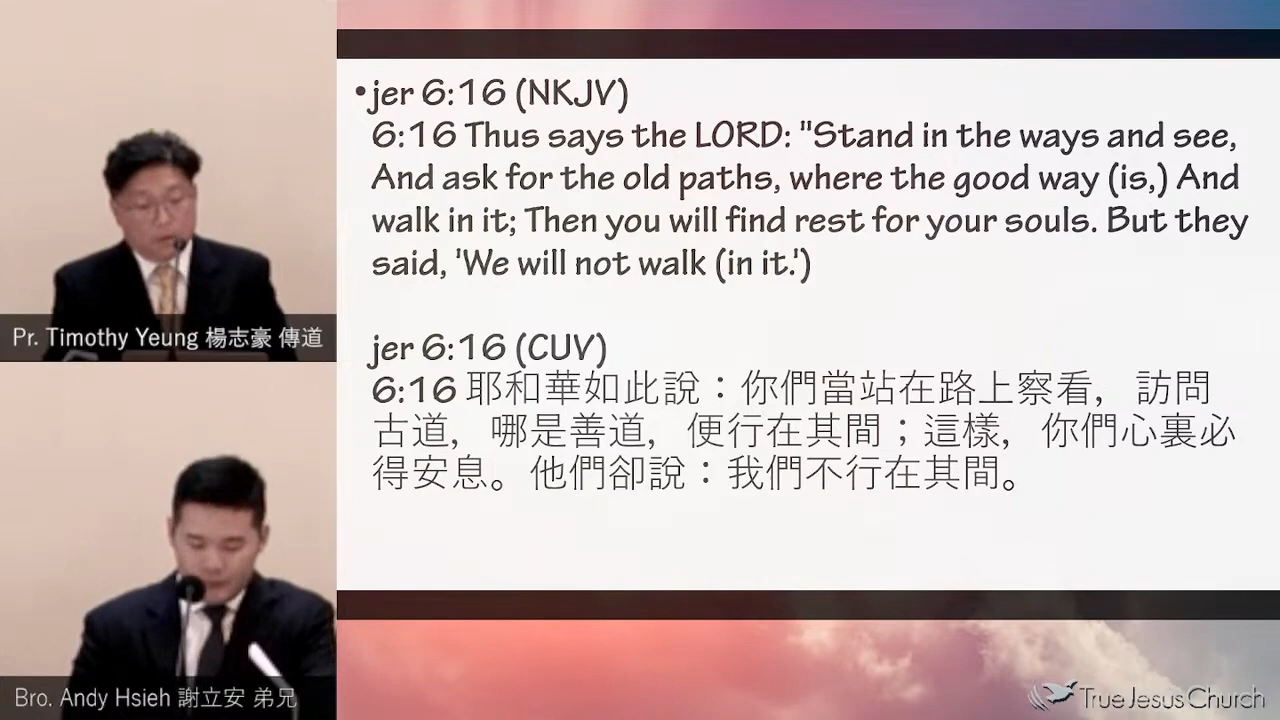 Pr. Timothy Yeung 楊志豪 傳道
Bro. Andy Hsieh 謝立安 弟兄
•jer 6:16 (NKJV)
6:16 Thus says the LORD: "Stand in the ways and see,
And ask for the old paths, where the good way (is,) And
walk in it; Then you will find rest for your souls. But they
said, 'We will not walk (in it.')
jer 6:16 (CUV)
6:16 耶和華如此說：你們當站在路上察看，訪問
古道，哪是善道，便行在其間；這樣，你們心裏必
得安息。他們卻說：我們不行在其間。
True Jesus Church